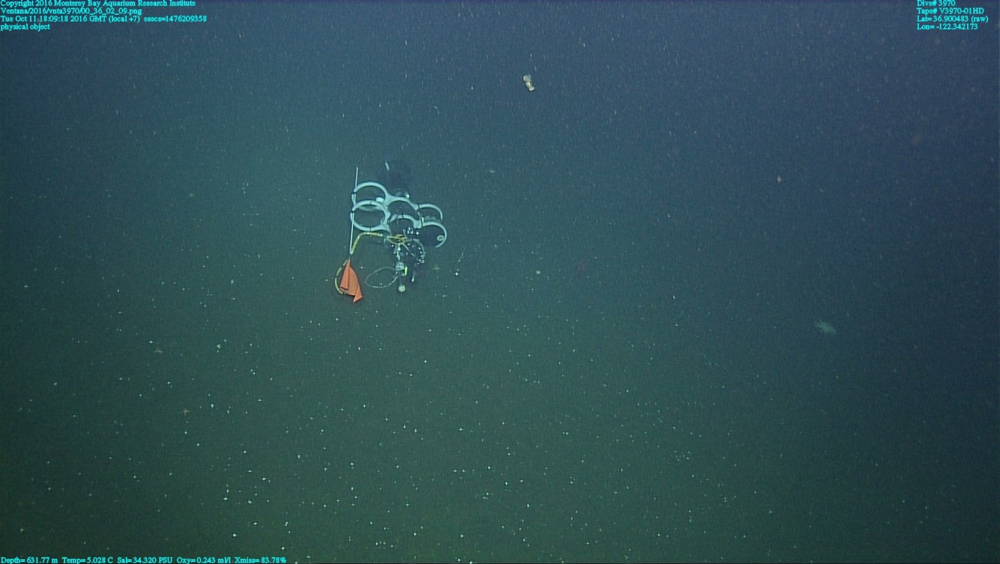 Copyright 2016 Monterey Bay Aquarium Research Institute
Ventana/2016/vnta3970/00_36_02_09.png
Tue Oct 11 18:09:18 2016 GMT (local +7) esecs=1476209358
physical object
Dive# 3970
Tape# V3970-01HD
Lat= 36.900483 (raw)
Lon= -122.342173
Depth= 631.77 m Temp= 5.028 C Sal= 34.320 PSU Oxy= 0.243 ml/l Xmiss= 83.78%